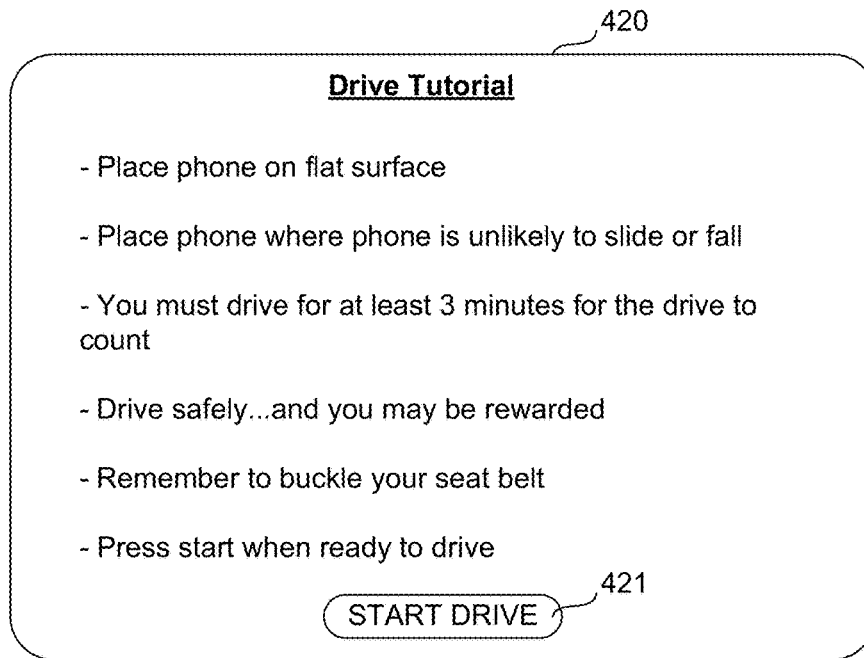 420
Drive Tutorial
- Place phone on flat surface
- Place phone where phone is unlikely to slide or fall
- You must drive for at least 3 minutes for the drive to
count
- Drive safely...and you may be rewarded
- Remember to buckle your seat belt
- Press start when ready to drive
421
START DRIVE